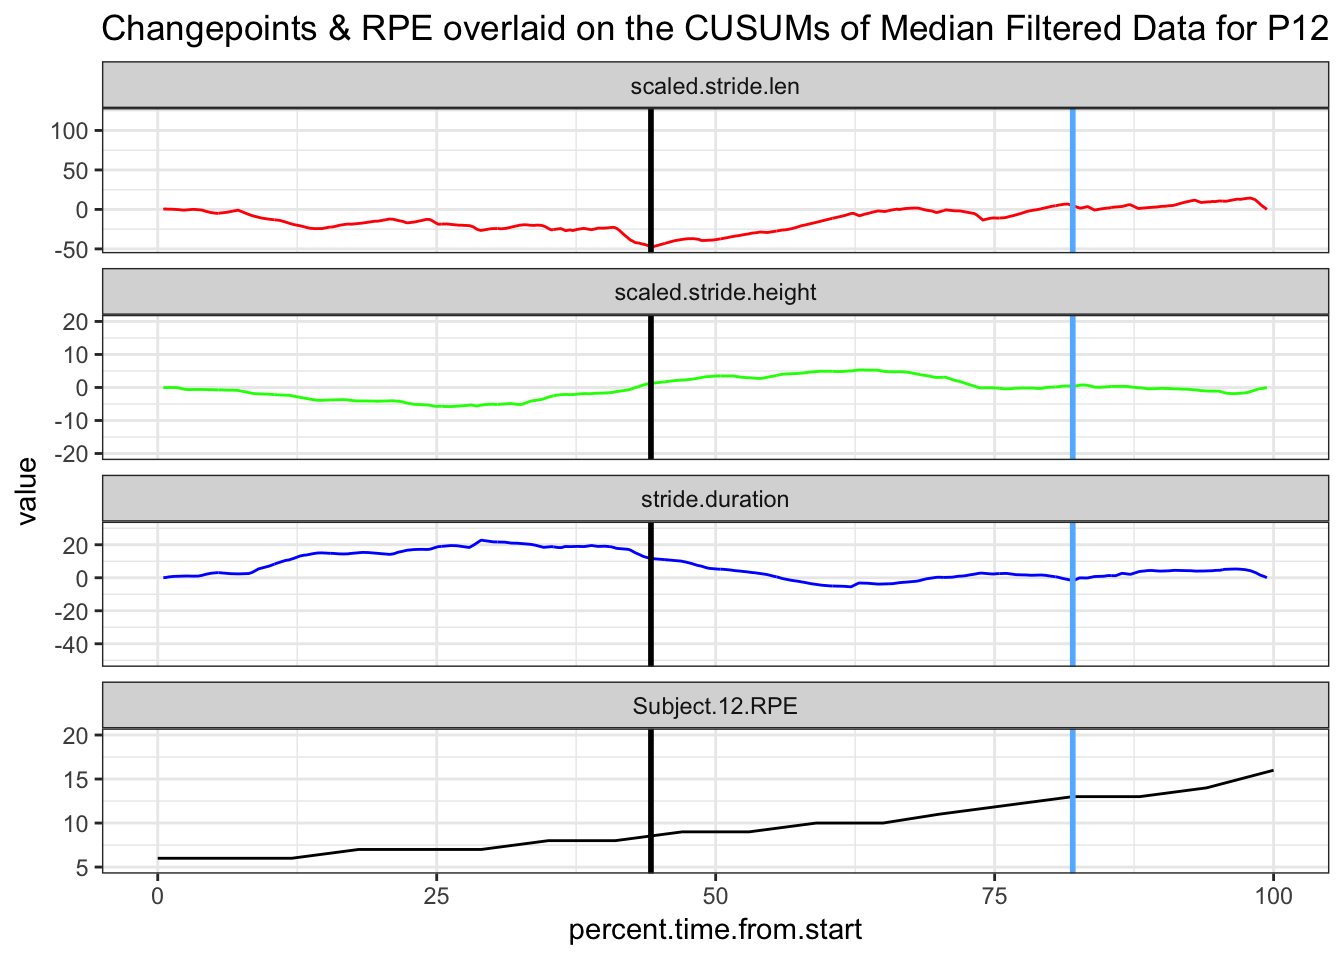 Changepoints & RPE overlaid on the CUSUMs of Median Filtered Data for P12
scaled.stride.len
100
50
0
-50
scaled.stride.height
20
10
0
-10
-20
value
stride.duration
20
0
-20
-40
Subject.12.RPE
20
15
10
5
0 25 50 75 100
percent.time.from.start